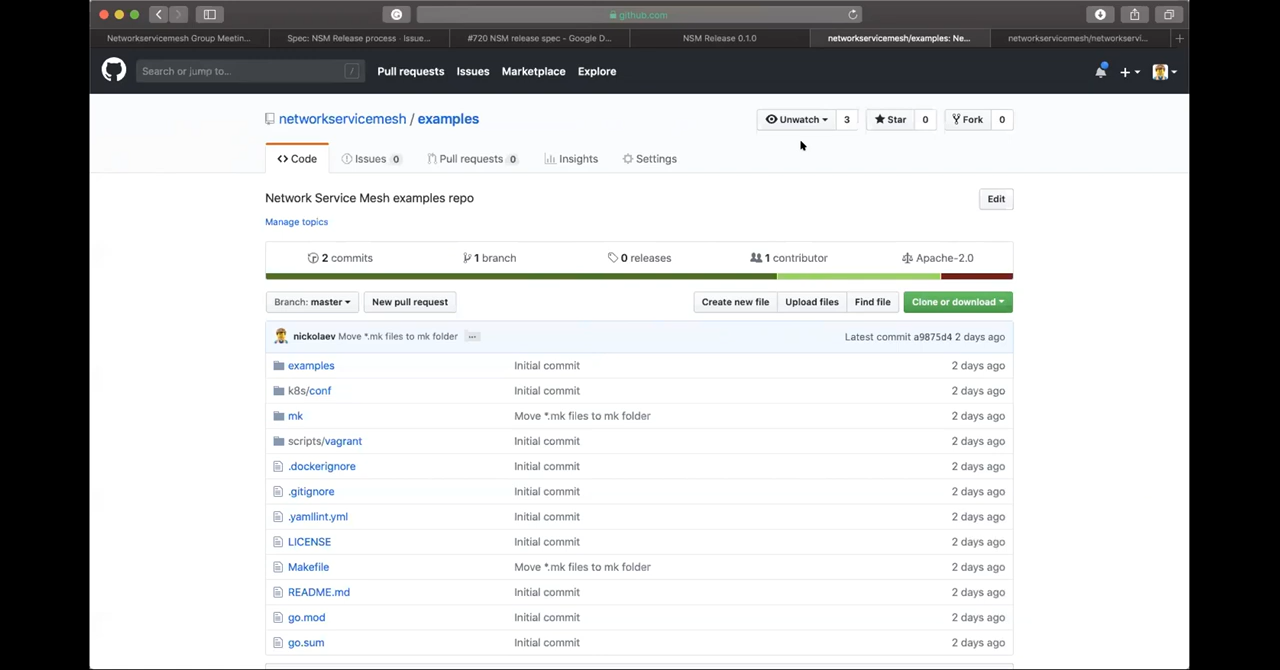 github.com
Networkservicemesh Group Meetin...
Spec: NSM Release process · Issue...
#720 NSM release spec - Google D...
NSM Release 0.1.0
networkservicemesh/examples: Ne...
networkservicemesh/networkservi...
Search or jump to... /
Pull requests Issues Marketplace Explore
networkservicemesh / examples
Unwatch 3 Star 0 Fork 0
Code Issues 0 Pull requests 0 Insights Settings
Network Service Mesh examples repo Edit
Manage topics
2 commits 1 branch 0 releases 1 contributor Apache-2.0
Branch: master New pull request Create new file Upload files Find file Clone or download
nickolaev Move *.mk files to mk folder ... Latest commit a9875d4 2 days ago
examples Initial commit 2 days ago
k8s/conf Initial commit 2 days ago
mk Move *.mk files to mk folder 2 days ago
scripts/vagrant Initial commit 2 days ago
.dockerignore Initial commit 2 days ago
.gitignore Initial commit 2 days ago
.yamllint.yml Initial commit 2 days ago
LICENSE Initial commit 2 days ago
Makefile Move *.mk files to mk folder 2 days ago
README.md Initial commit 2 days ago
go.mod Initial commit 2 days ago
go.sum Initial commit 2 days ago